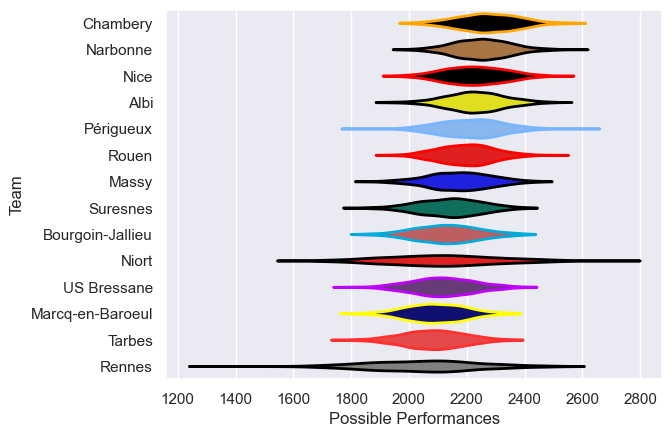 Chambery
Narbonne
Nice
Albi
Périgueux
Rouen
Massy
Suresnes
Bourgoin-Jallieu
Niort
US Bressane
Marcq-en-Baroeul
Tarbes
Rennes
Team
1200 1400 1600 1800 2000 2200 2400 2600 2800
Possible Performances